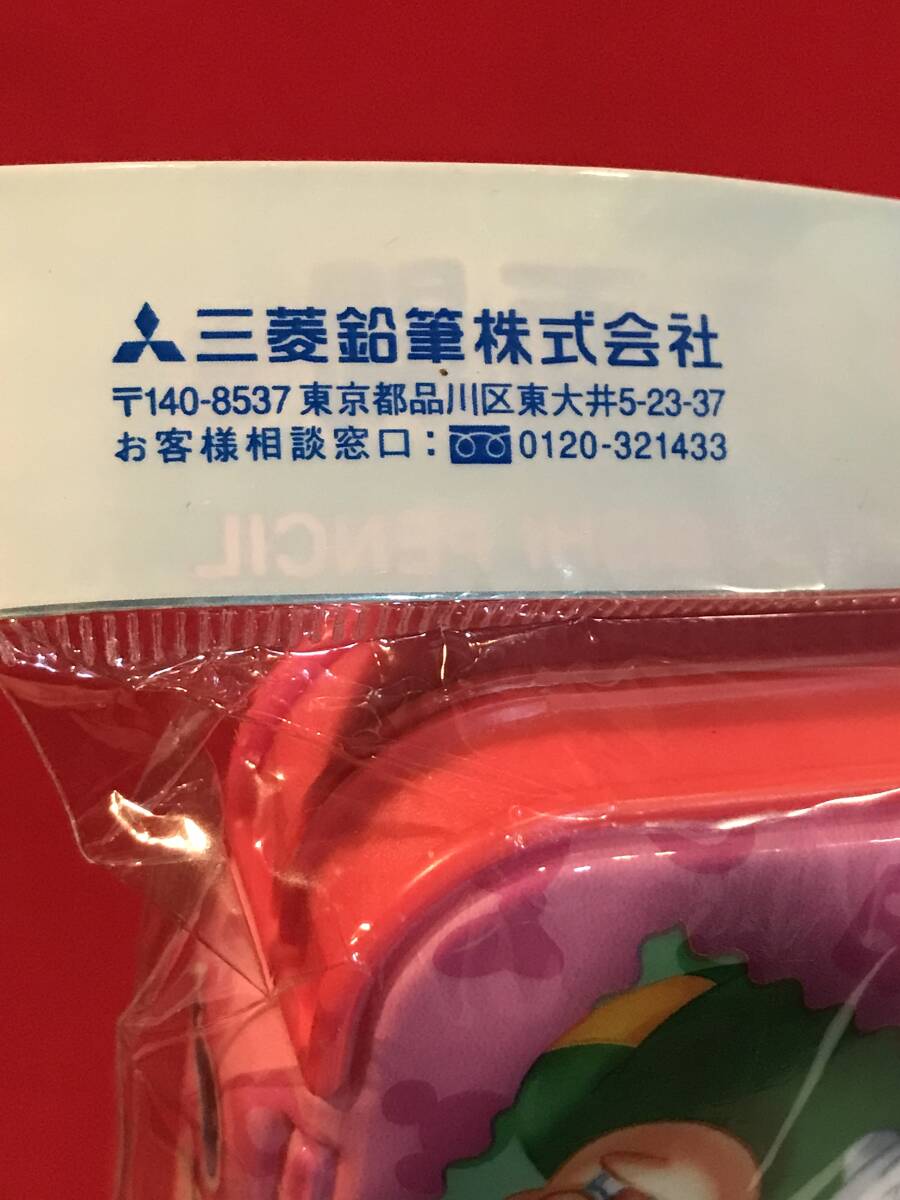 三菱鉛筆株式会社
〒140-8537 東京都品川区東大井5-23-37
お客様相談窓口： 0120-321433
PENCIL